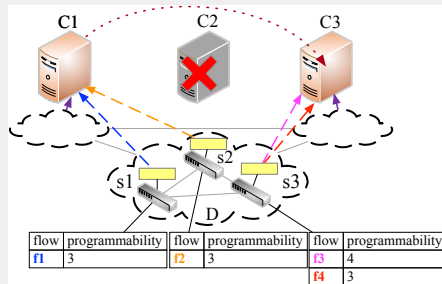 C1 C2 C3
s2
s1 s3
D
flow programmability flow programmability flow programmability
f1 3 f2 3 f3 4
f4 3